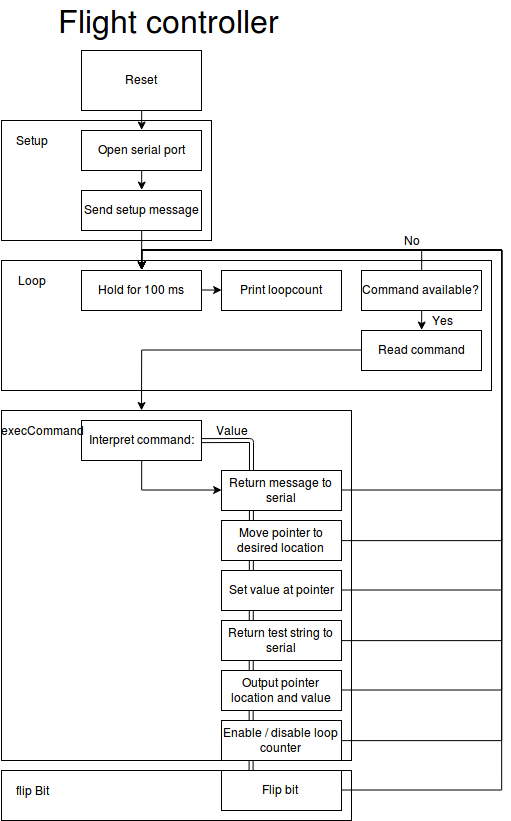 Flight controller
Reset
Setup
Open serial port
Send setup message
No
Loop
Hold for 100 ms
Print loopcount
Command available?
Yes
Read command
execCommand
Interpret command:
Value
Return message to
serial
Move pointer to
desired location
Set value at pointer
Return test string to
serial
Output pointer
location and value
Enable / disable loop
counter
flip Bit
Flip bit